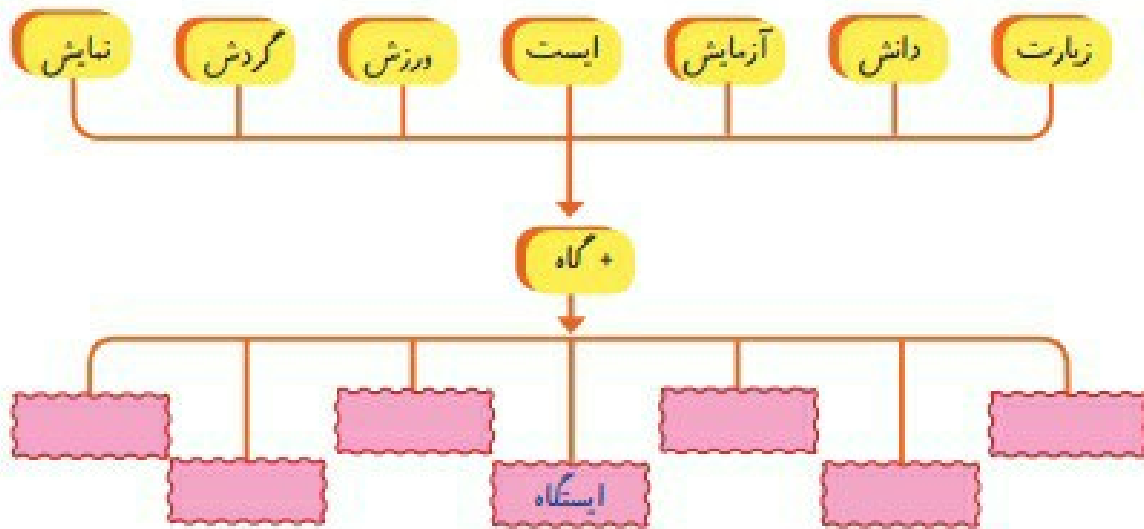 زیارت
دانش
آزمایش
ایست
ورزش
گردش
نمایش
+ گاه
ایستگاه